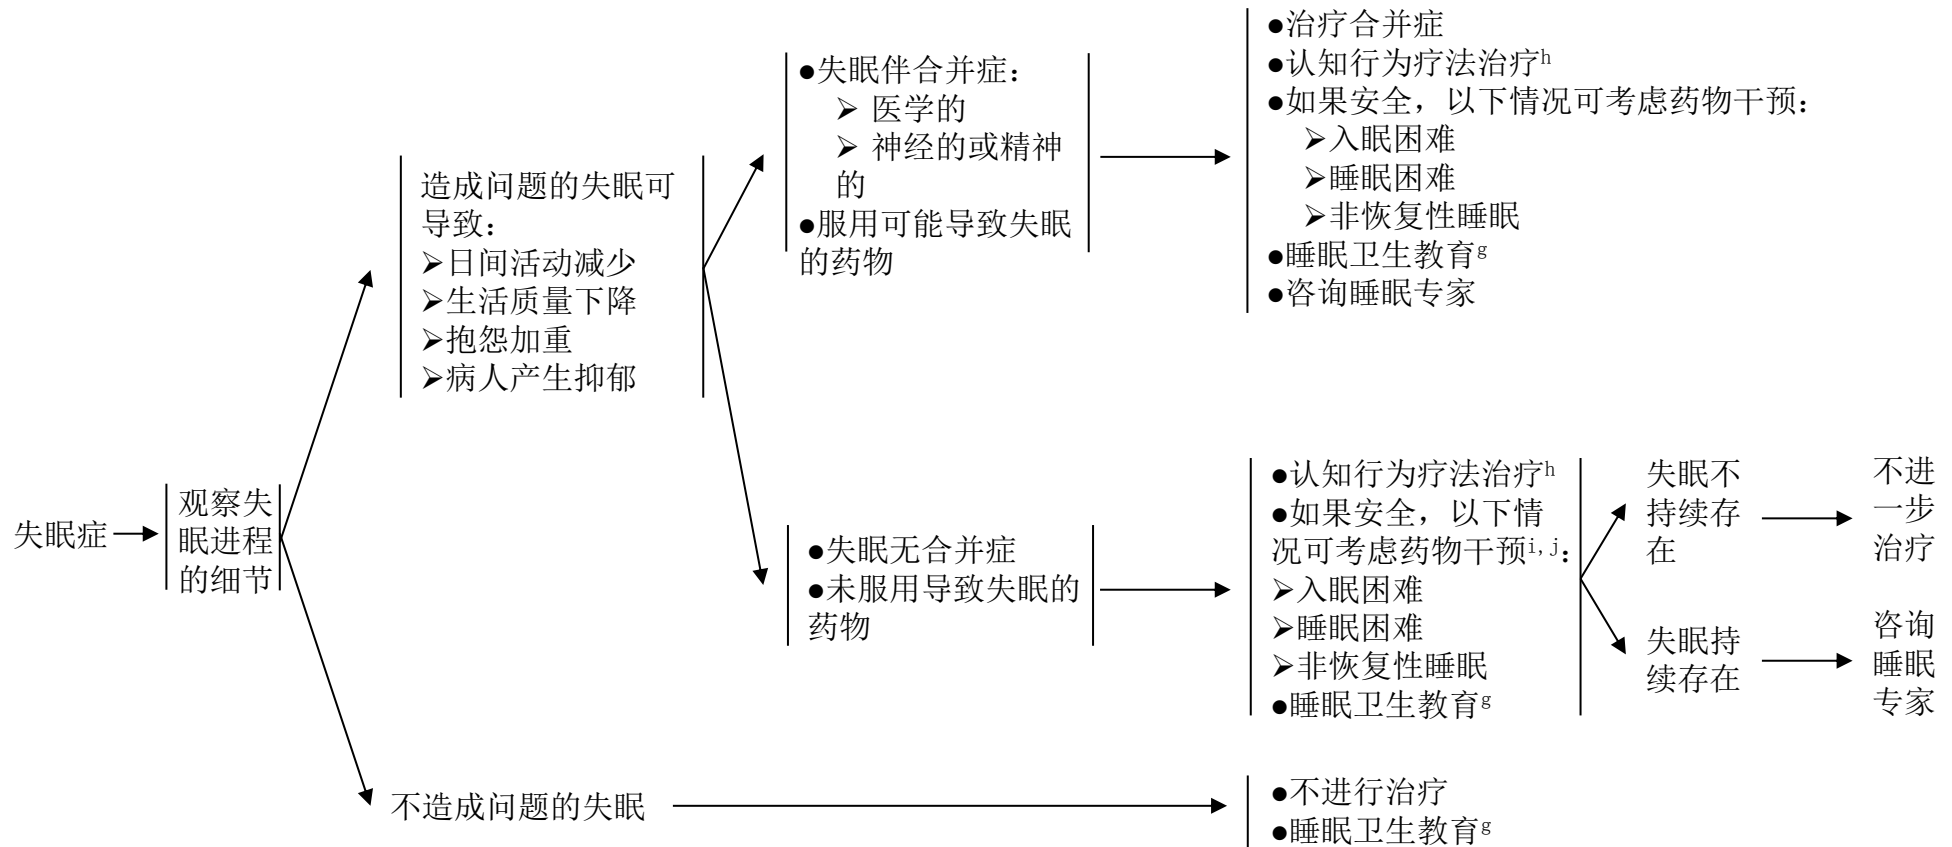 失眠症
观察失
眠进程
的细节
造成问题的失眠可
导致：
➢日间活动减少
➢生活质量下降
➢抱怨加重
➢病人产生抑郁
●失眠伴合并症：
➢ 医学的
➢ 神经的或精神
的
●服用可能导致失眠
的药物
●治疗合并症
●认知行为疗法治疗h
●如果安全，以下情况可考虑药物干预：
➢入眠困难
➢睡眠困难
➢非恢复性睡眠
●睡眠卫生教育g
●咨询睡眠专家
●失眠无合并症
●未服用导致失眠的
药物
●认知行为疗法治疗h
●如果安全，以下情
况可考虑药物干预i,j：
➢入眠困难
➢睡眠困难
➢非恢复性睡眠
●睡眠卫生教育g
失眠不
持续存
在
不进
一步
治疗
失眠持
续存在
咨询
睡眠
专家
不造成问题的失眠
●不进行治疗
●睡眠卫生教育g